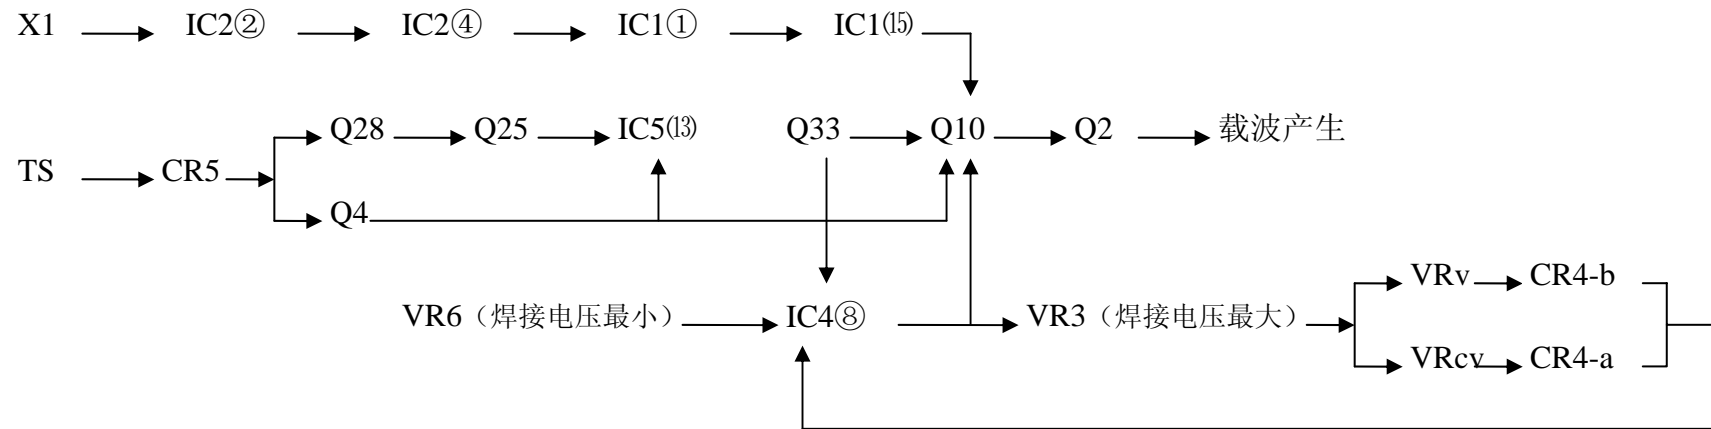 X1 IC2② IC2④ IC1① IC1⒂
Q28 Q25 IC5⒀ Q33 Q10 Q2 载波产生
TS CR5
Q4
VRv CR4-b
VR6（焊接电压最小） IC4⑧ VR3（焊接电压最大）
VRcv CR4-a